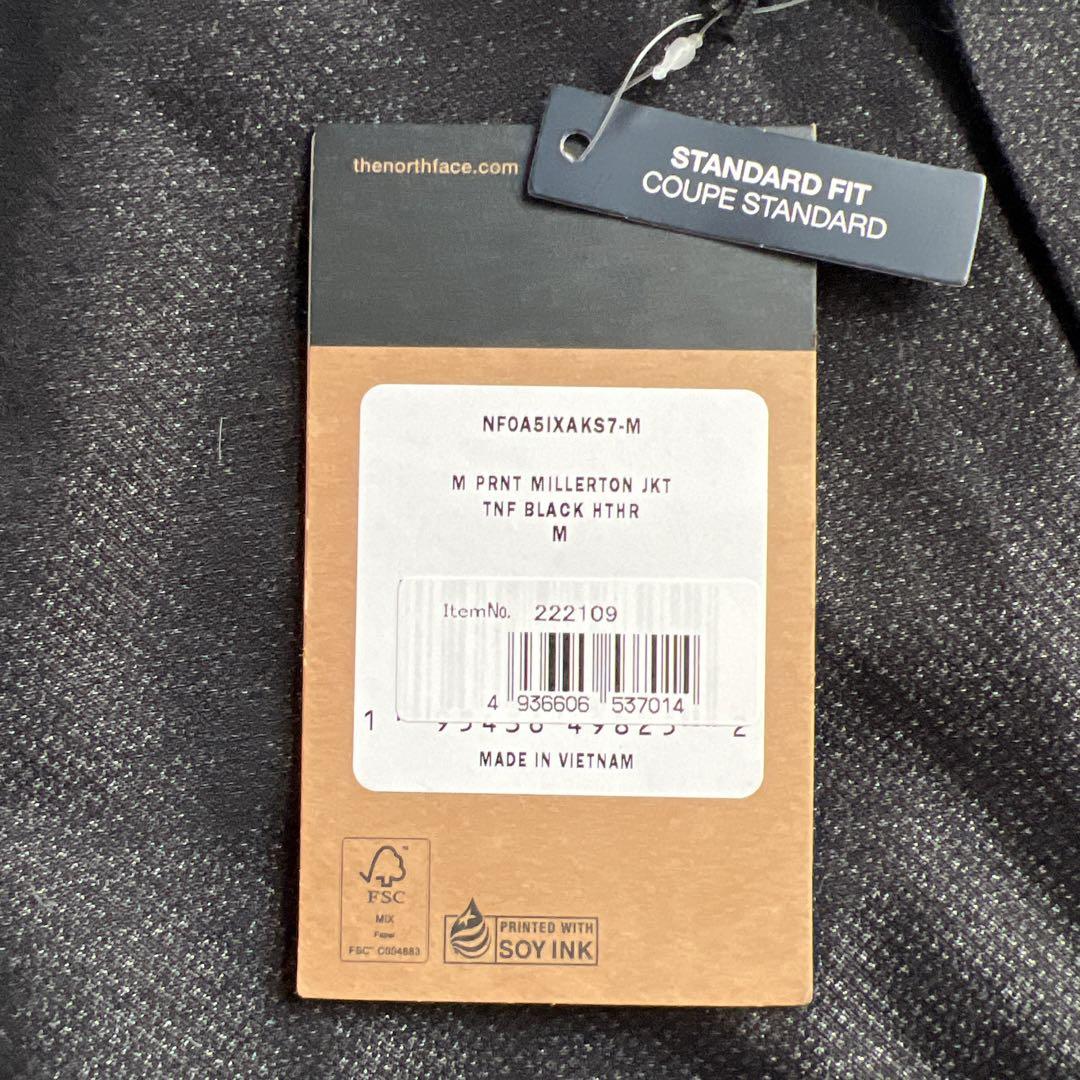 thenorthface.com
STANDARD FIT
COUPE STANDARD
NF0A5IXAKS7-M
M PRNT MILLERTON JKT
TNF BLACK HTHR
M
ItemNo. 222109
4 936606 537014
MADE IN VIETNAM
FSC
MIX
Paper
PRINTED WITH
SOY INK